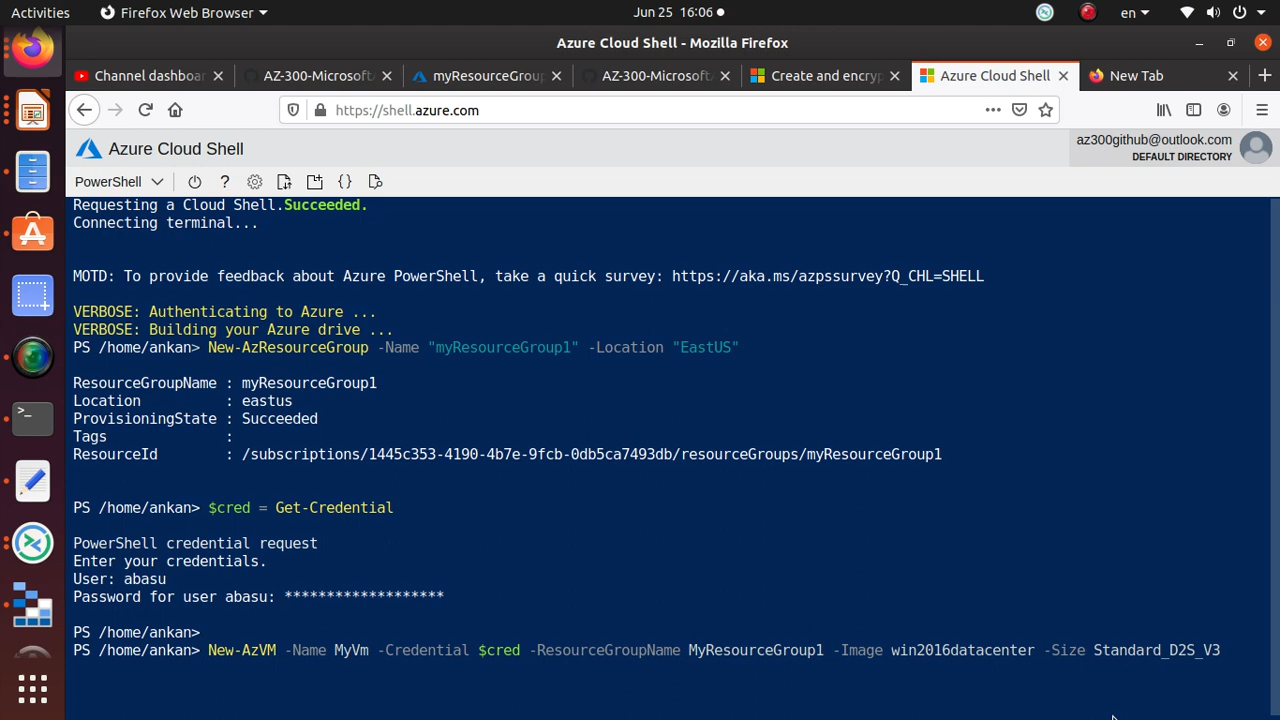 Activities
Firefox Web Browser
Jun 25 16:06
en
Azure Cloud Shell - Mozilla Firefox
Channel dashboa
AZ-300-Microsoft
myResourceGrou
AZ-300-Microsoft
Create and encryp
Azure Cloud Shell
New Tab
https://shell.azure.com
Azure Cloud Shell
az300github@outlook.com
DEFAULT DIRECTORY
PowerShell
?
{}
Requesting a Cloud Shell.Succeeded.
Connecting terminal...
MOTD: To provide feedback about Azure PowerShell, take a quick survey: https://aka.ms/azpssurvey?Q_CHL=SHELL
VERBOSE: Authenticating to Azure ...
VERBOSE: Building your Azure drive ...
PS /home/ankan> New-AzResourceGroup -Name "myResourceGroup1" -Location "EastUS"
ResourceGroupName : myResourceGroup1
Location          : eastus
ProvisioningState : Succeeded
Tags              :
ResourceId        : /subscriptions/1445c353-4190-4b7e-9fcb-0db5ca7493db/resourceGroups/myResourceGroup1
PS /home/ankan> $cred = Get-Credential
PowerShell credential request
Enter your credentials.
User: abasu
Password for user abasu: *******************
PS /home/ankan>
PS /home/ankan> New-AzVM -Name MyVm -Credential $cred -ResourceGroupName MyResourceGroup1 -Image win2016datacenter -Size Standard_D2S_V3